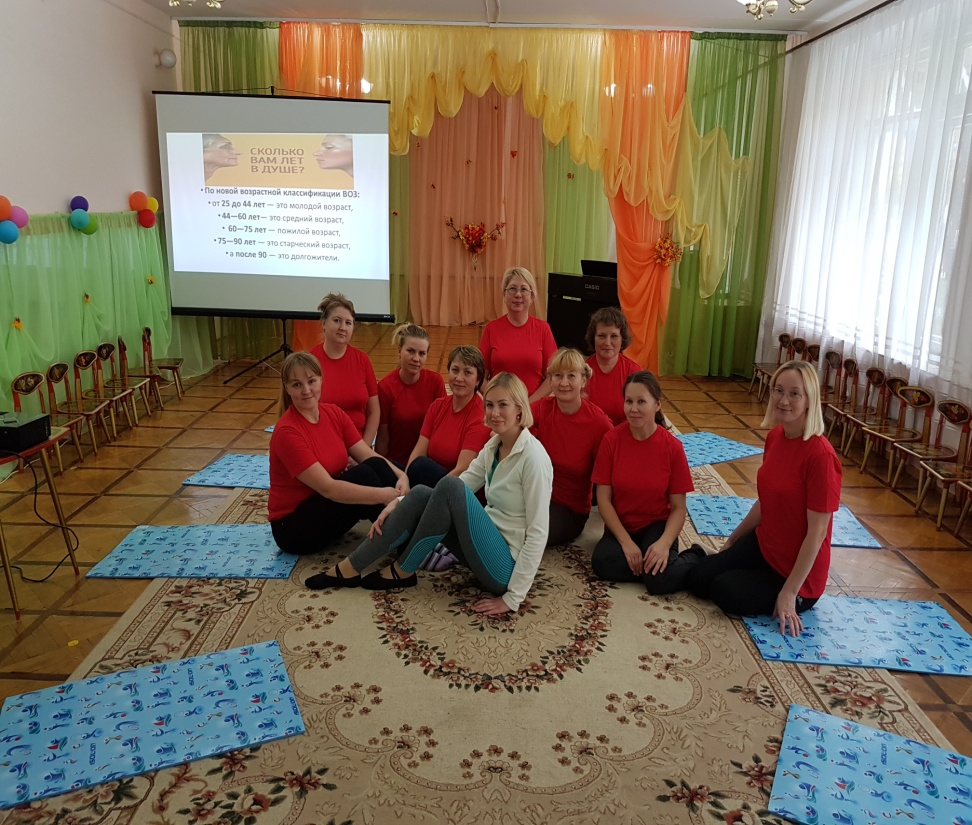 СКОЛЬКО
ВАМ ЛЕТ
В ДУШЕ?
• По новой возрастной классификации ВОЗ:
• от 25 до 44 лет — это молодой возраст,
• 44—60 лет— это средний возраст,
• 60—75 лет — пожилой возраст,
• 75—90 лет — это старческий возраст,
• а после 90 — это долгожители.
CASIO